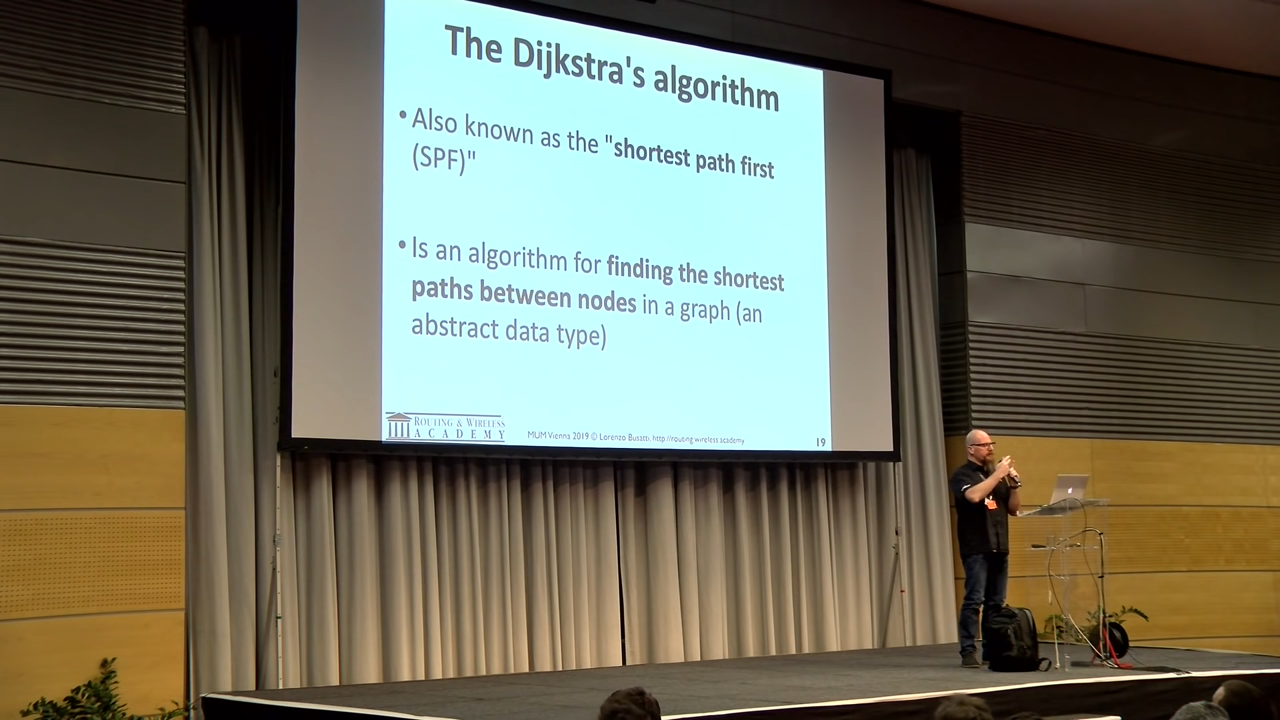 The Dijkstra's algorithm
• Also known as the "shortest path first
(SPF)"
• Is an algorithm for finding the shortest
paths between nodes in a graph (an
abstract data type)
ROUTING & WIRELESS
ACADEMY
MUM Vienna 2019 © Lorenzo Busatti, http://routing.wireless.academy
19